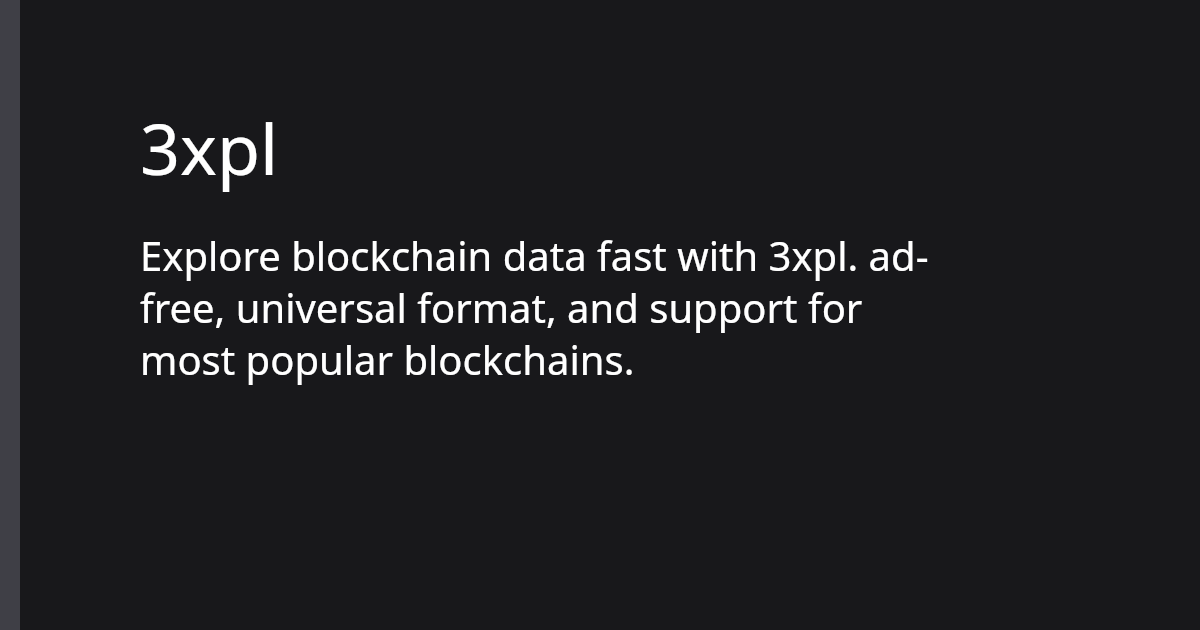 3xpl
Explore blockchain data fast with 3xpl. ad-
free, universal format, and support for
most popular blockchains.